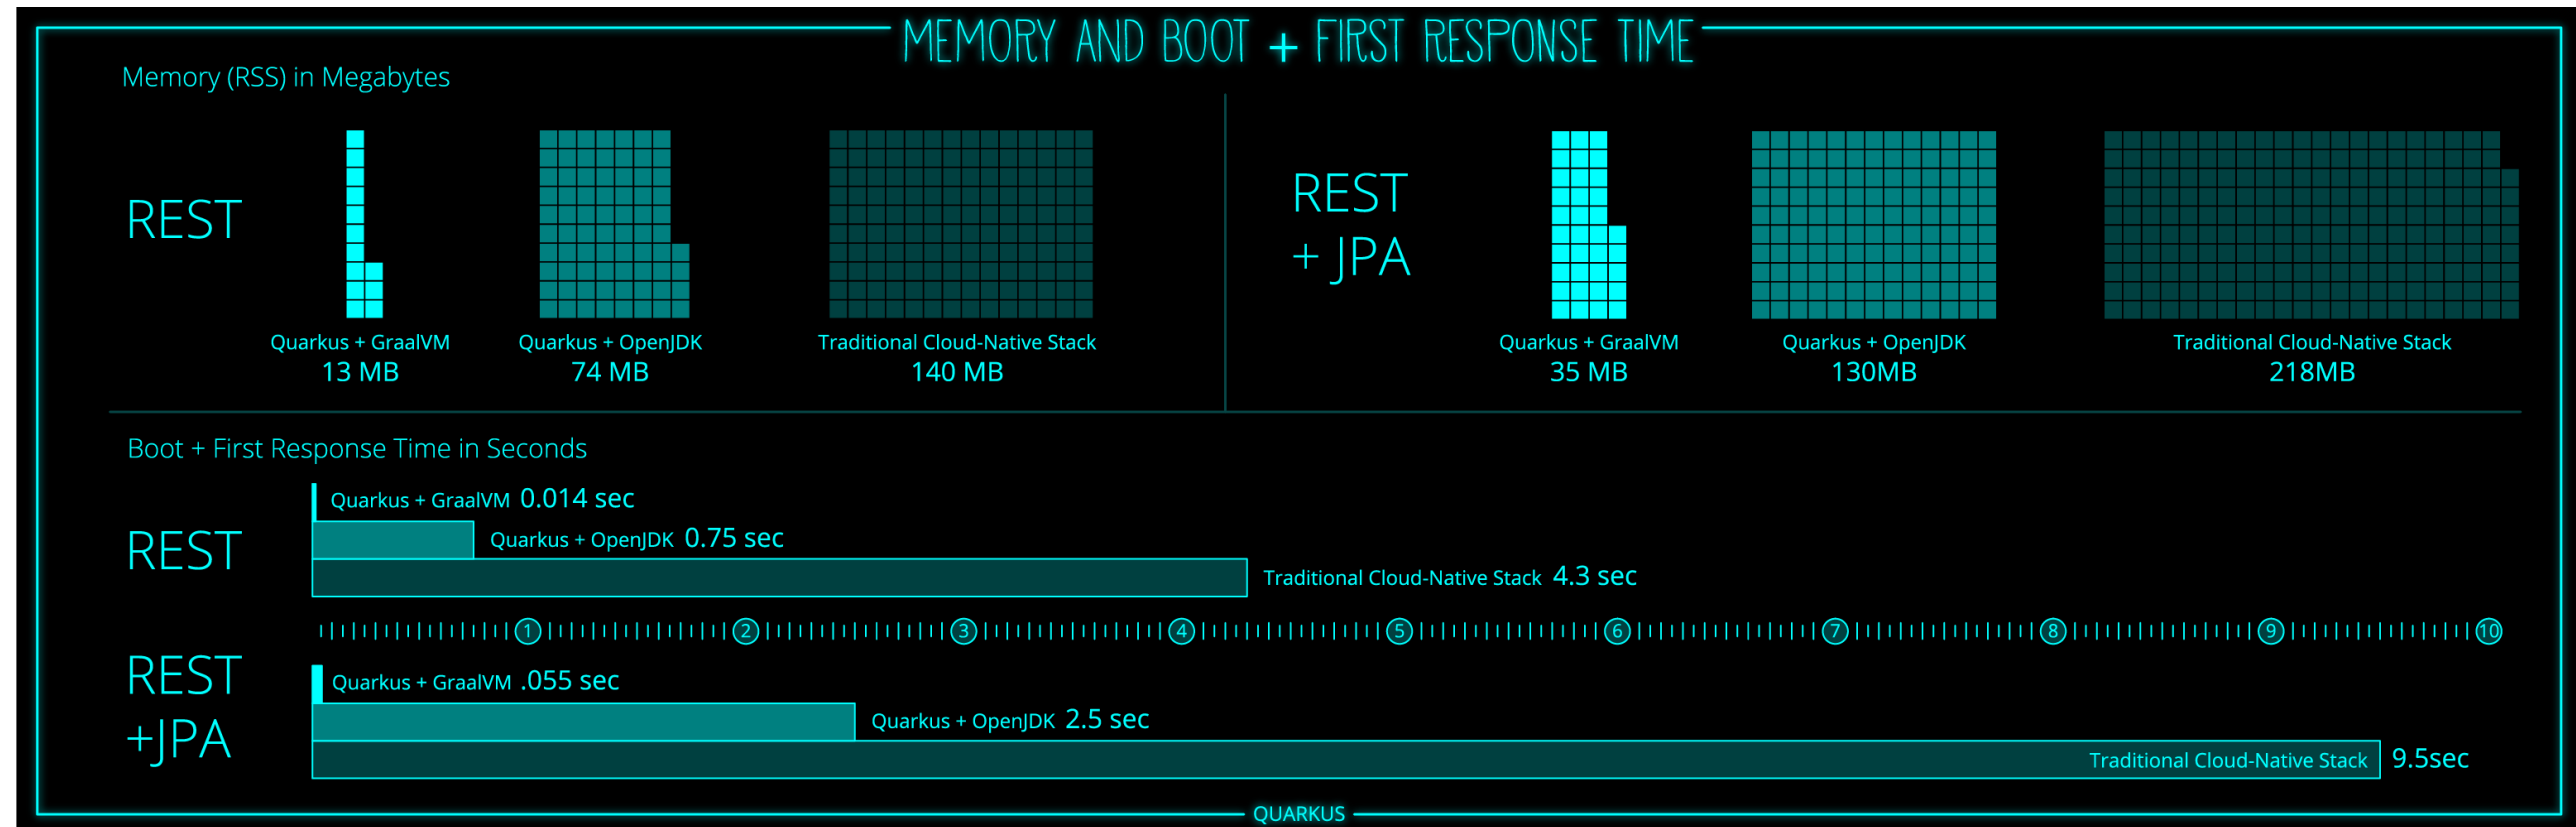 MEMORY AND BOOT + FIRST RESPONSE TIME
Memory (RSS) in Megabytes
REST
Quarkus + GraalVM
13 MB
Quarkus + OpenJDK
74 MB
Traditional Cloud-Native Stack
140 MB
REST
+ JPA
Quarkus + GraalVM
35 MB
Quarkus + OpenJDK
130MB
Traditional Cloud-Native Stack
218MB
Boot + First Response Time in Seconds
REST
Quarkus + GraalVM 0.014 sec
Quarkus + OpenJDK 0.75 sec
Traditional Cloud-Native Stack 4.3 sec
1 2 3 4 5 6 7 8 9 10
REST
+JPA
Quarkus + GraalVM .055 sec
Quarkus + OpenJDK 2.5 sec
Traditional Cloud-Native Stack 9.5sec
QUARKUS